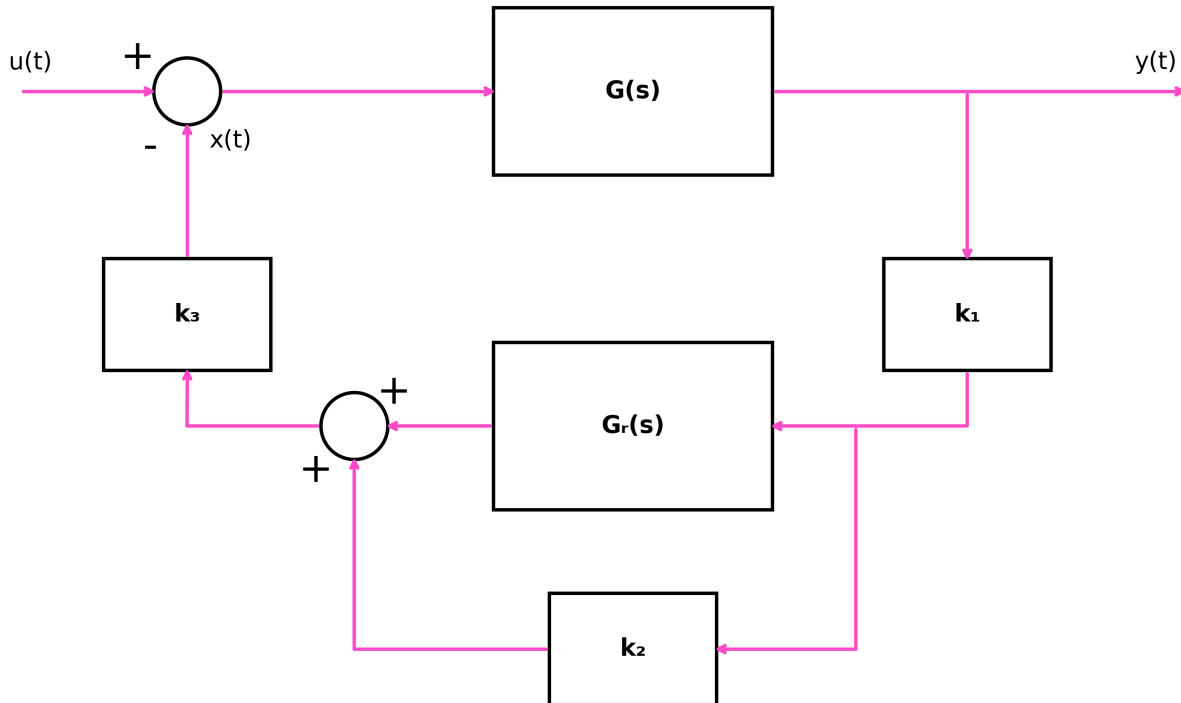 +
u(t)
y(t)
G(s)
-
x(t)
k₃
k₁
+
Gᵣ(s)
+
k₂